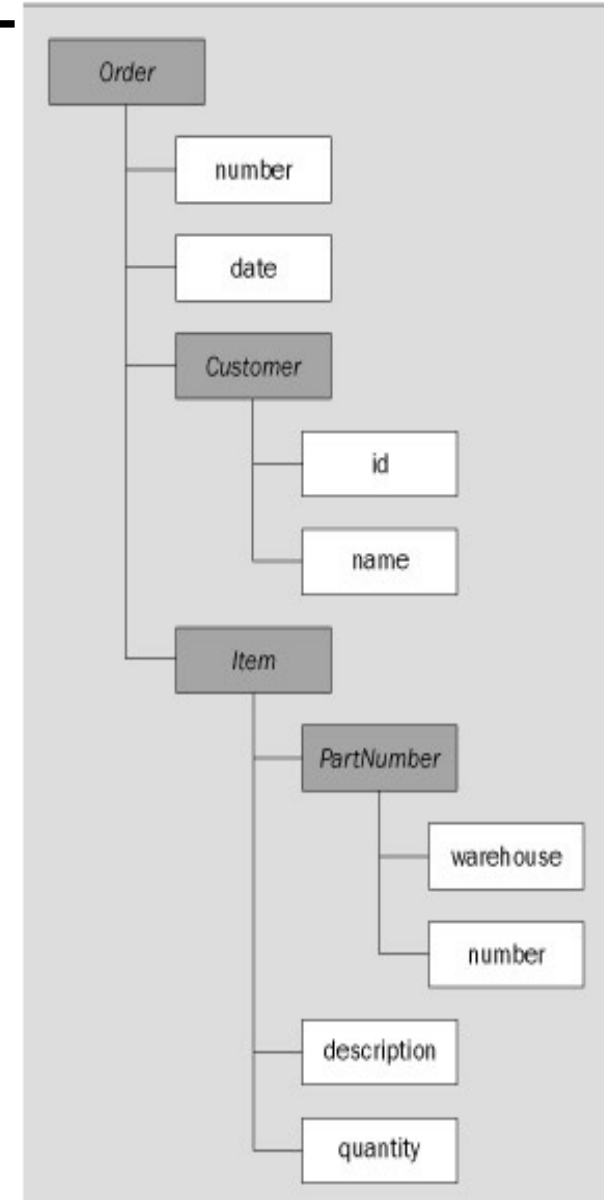 Order
number
date
Customer
id
name
Item
PartNumber
warehouse
number
description
quantity